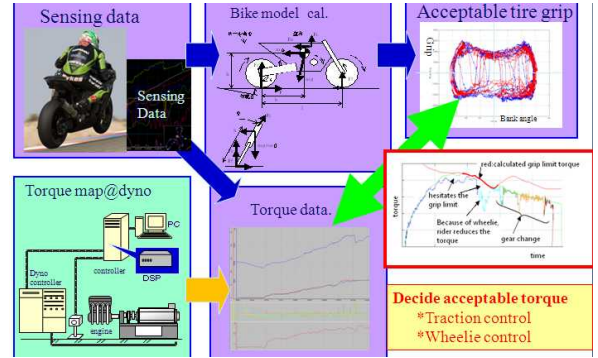 Sensing data
Bike model cal.
Acceptable tire grip
Sensing
Data
Grip
Bank angle
red:calculated grip limit torque
hesitates the
grip limit
Because of wheelie,
rider reduces the
torque
gear change
torque
time
Torque map@dyno
PC
controller
DSP
Dyno
controller
engine
Torque data.
Decide acceptable torque
*Traction control
*Wheelie control